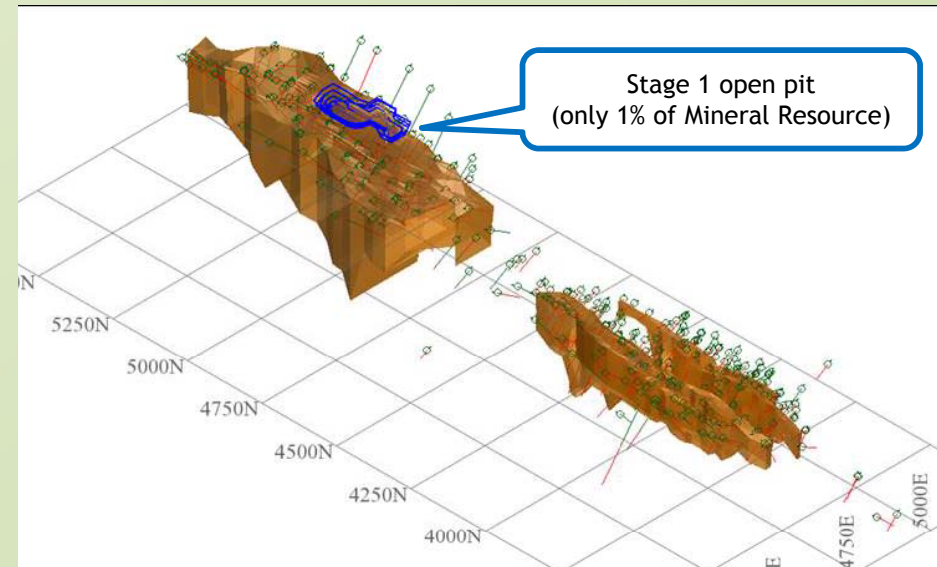 Stage 1 open pit
(only 1% of Mineral Resource)
N
5250N
5000N
4750N
4500N
4250N
4000N
E
4750E
5000E